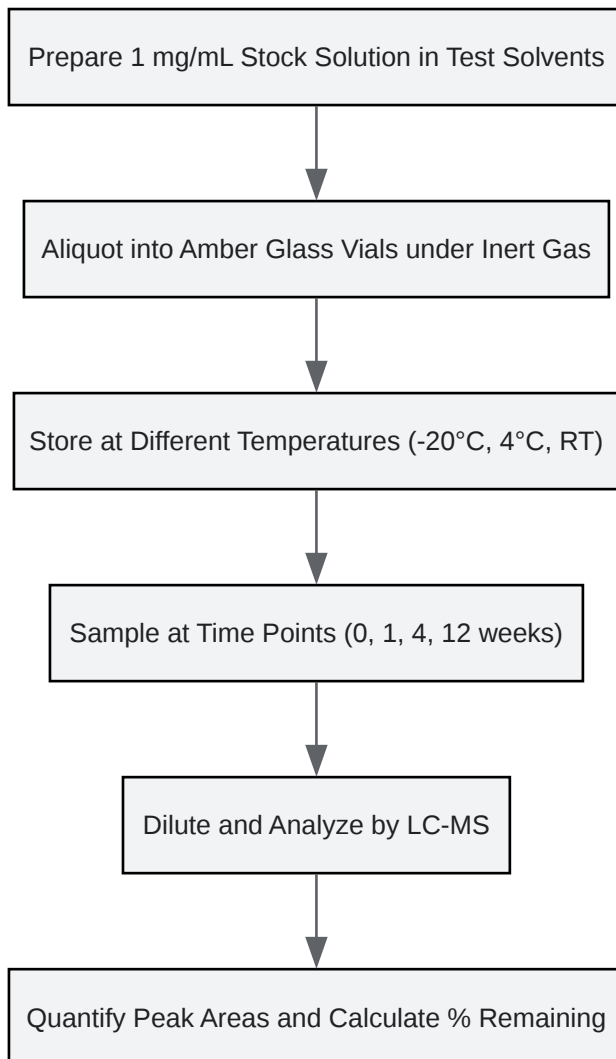 Prepare 1 mg/mL Stock Solution in Test Solvents
Aliquot into Amber Glass Vials under Inert Gas
Store at Different Temperatures (-20°C, 4°C, RT)
Sample at Time Points (0, 1, 4, 12 weeks)
Dilute and Analyze by LC-MS
Quantify Peak Areas and Calculate % Remaining